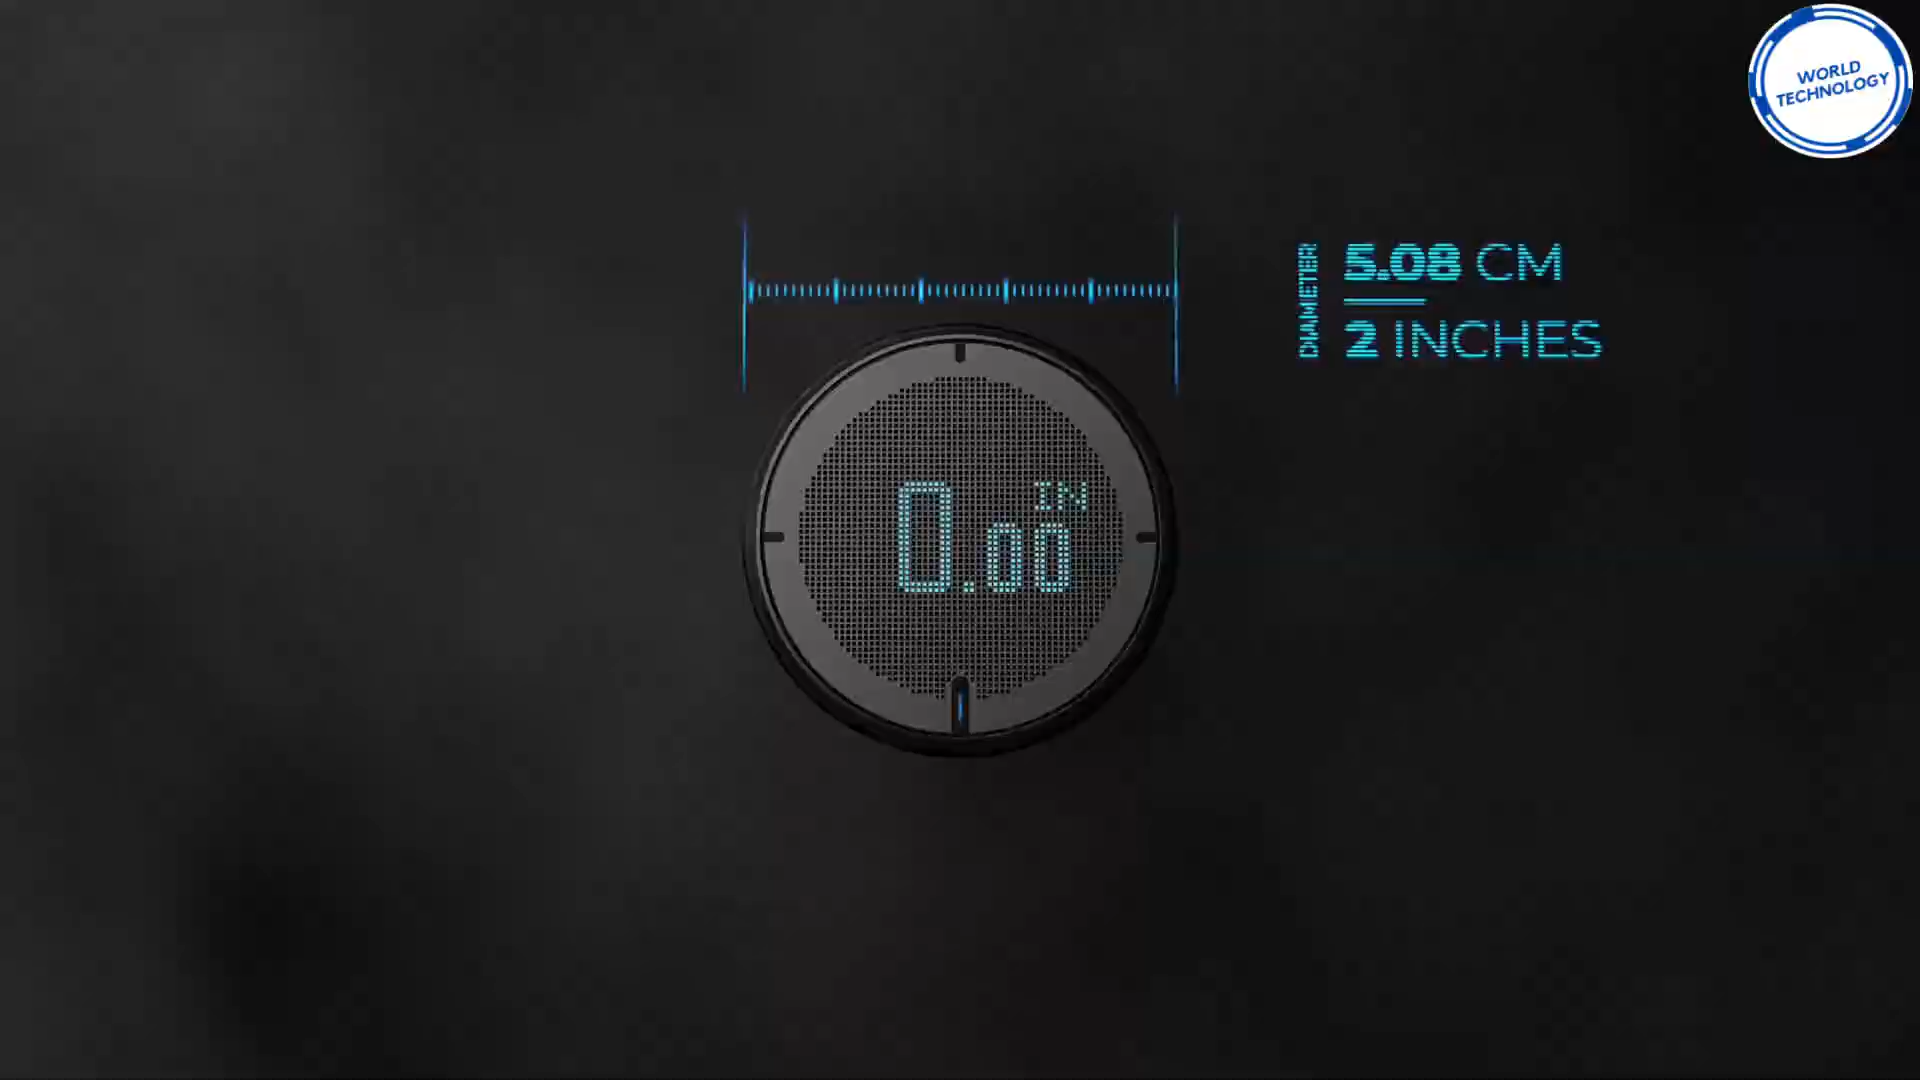 WORLD
TECHNOLOGY
DIAMETER
5.08 CM
2 INCHES
IN
0.00